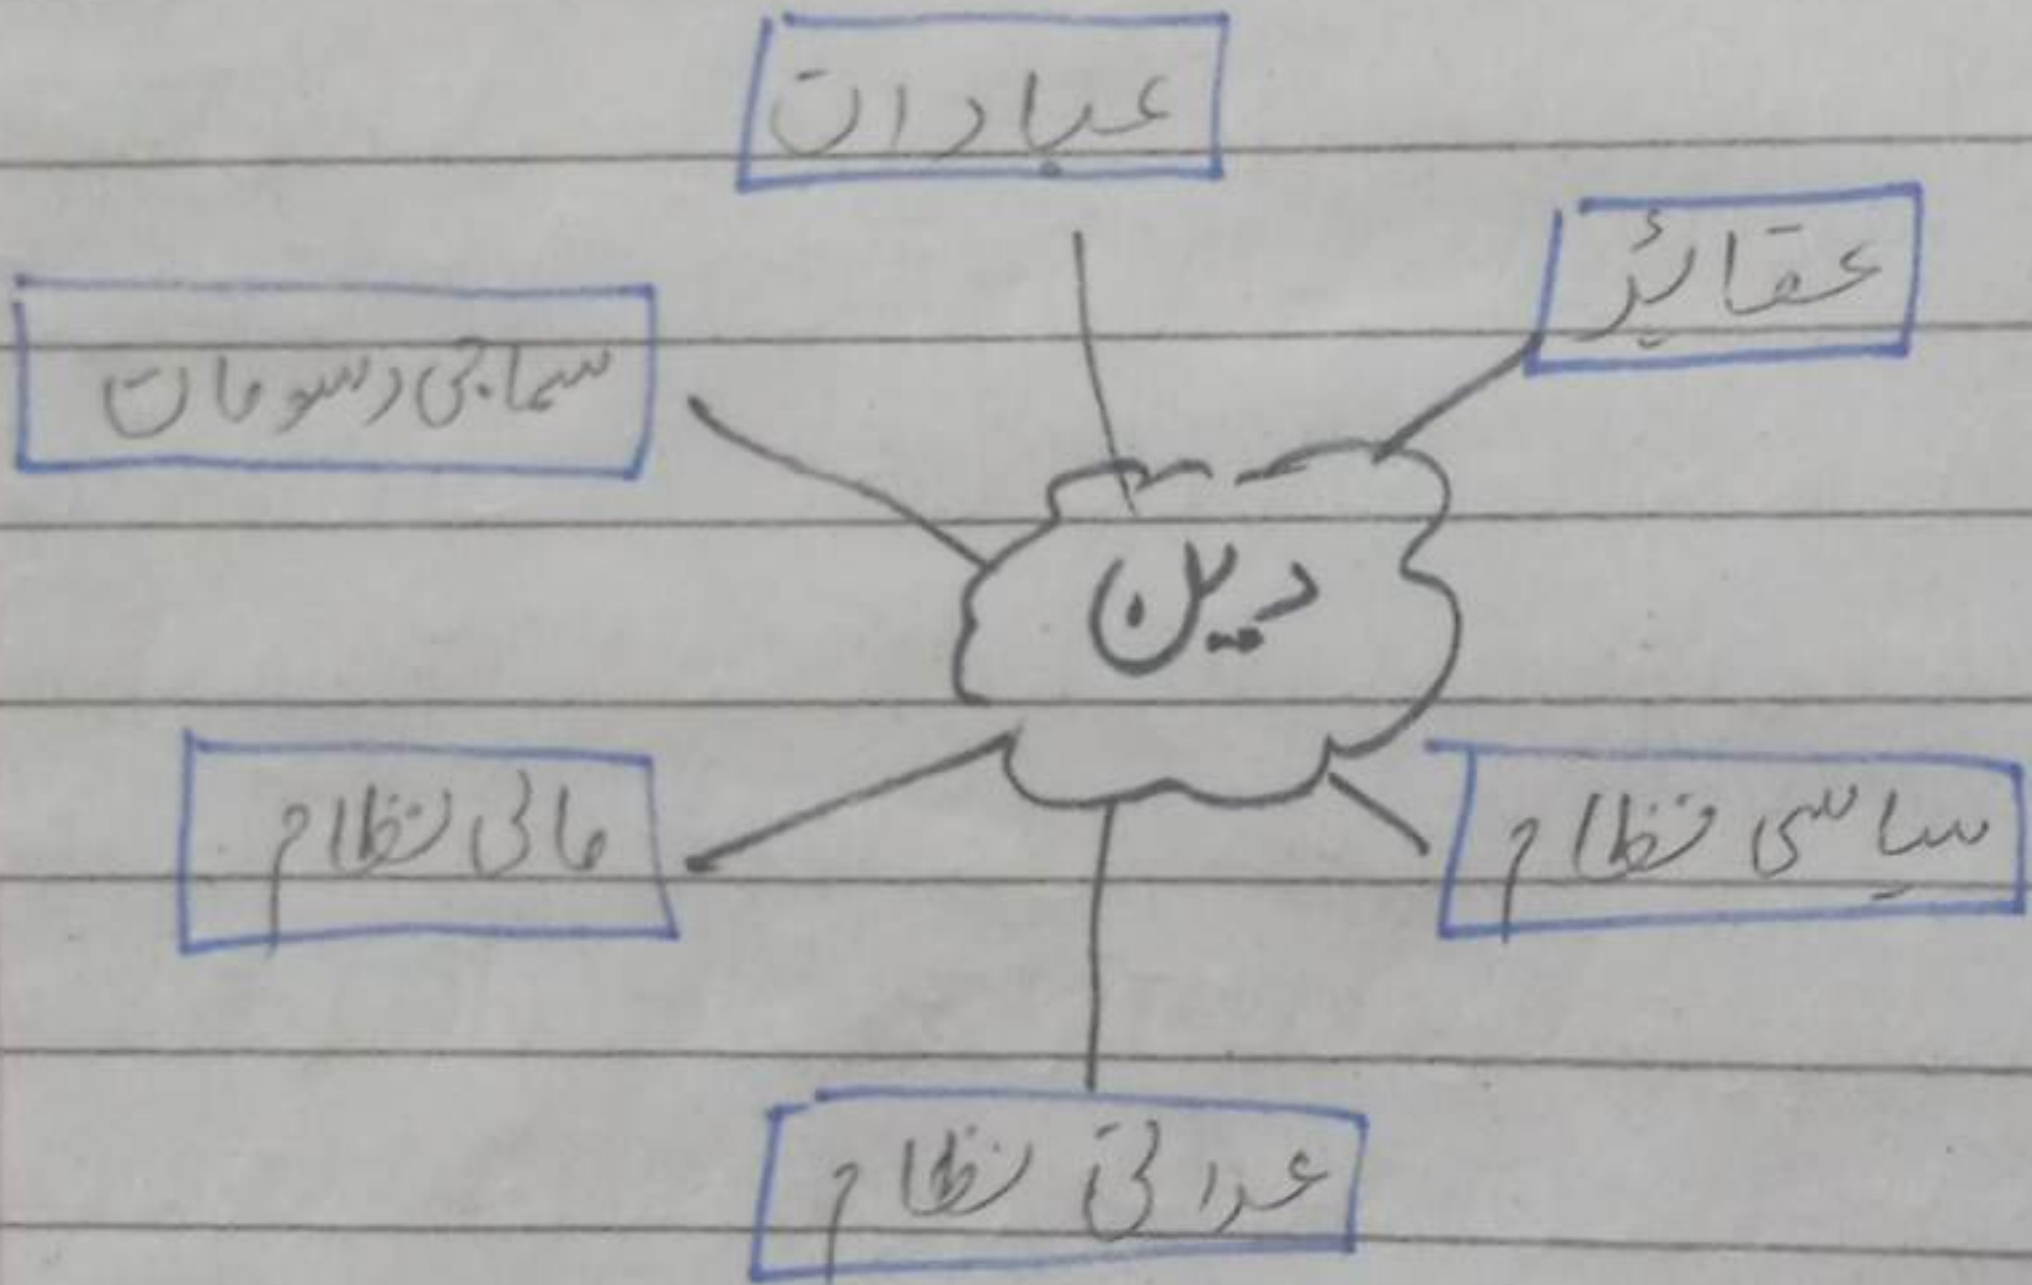 عبادات
عقائد
سماجی رسومات
دین
مالی نظام
سیاسی نظام
عدالتی نظام